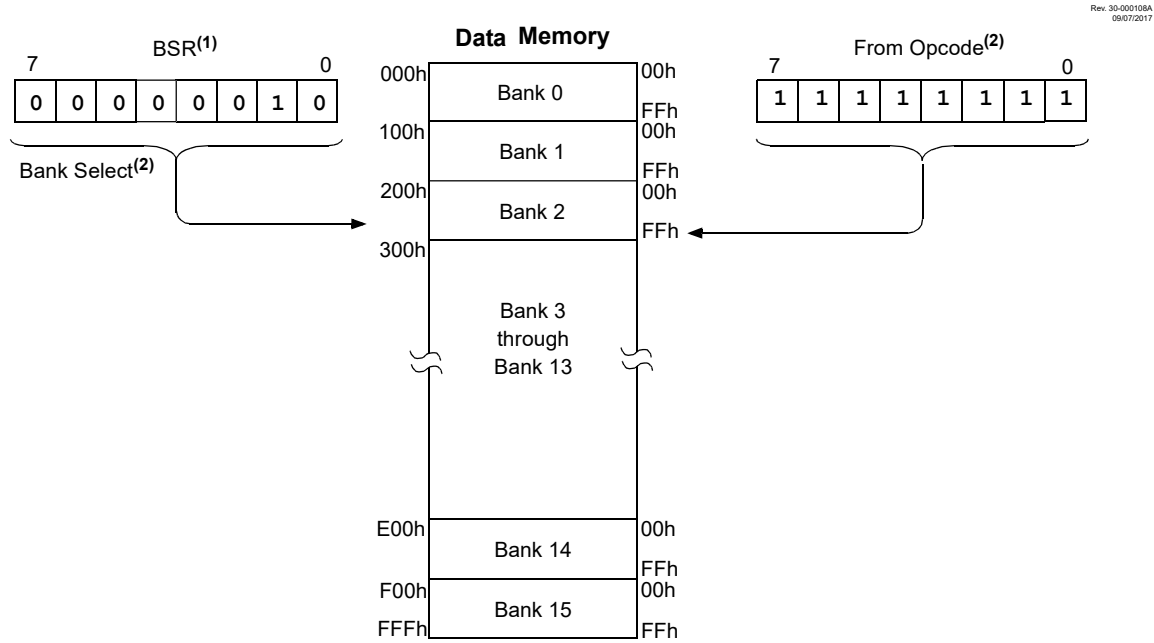 Rev. 30-000108A
09/07/2017
BSR(1)
7 0
0 0 0 0 0 0 1 0
Bank Select(2)
Data Memory
From Opcode(2)
7 0
1 1 1 1 1 1 1 1
000h Bank 0 00h
FFh
100h Bank 1 00h
FFh
200h Bank 2 00h
FFh
300h
Bank 3
through
Bank 13
E00h Bank 14 00h
FFh
F00h Bank 15 00h
FFFh FFh